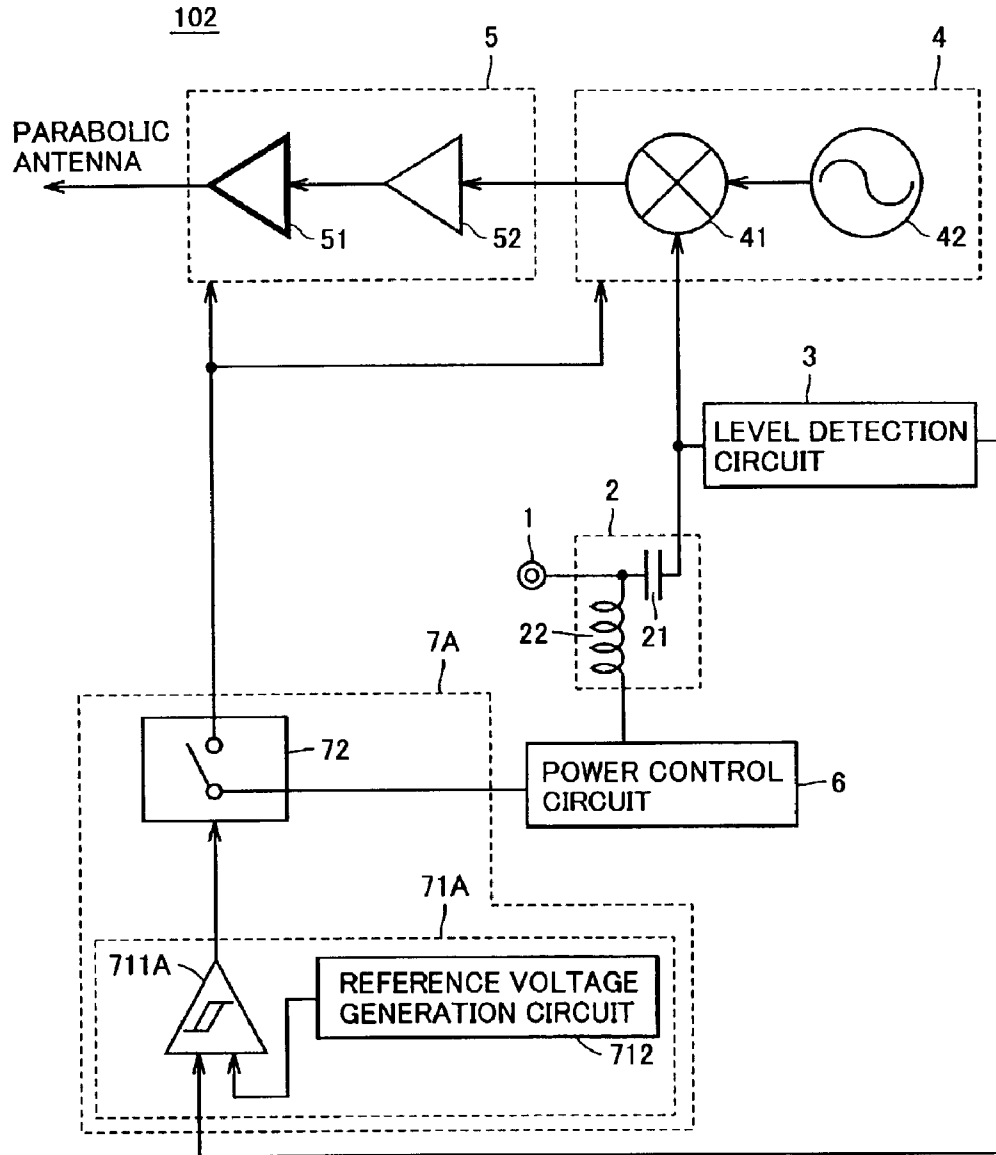 102
5
4
PARABOLIC
ANTENNA
51
52
41
42
3
LEVEL DETECTION
CIRCUIT
1
2
22
21
7A
72
POWER CONTROL
CIRCUIT
6
71A
711A
REFERENCE VOLTAGE
GENERATION CIRCUIT
712